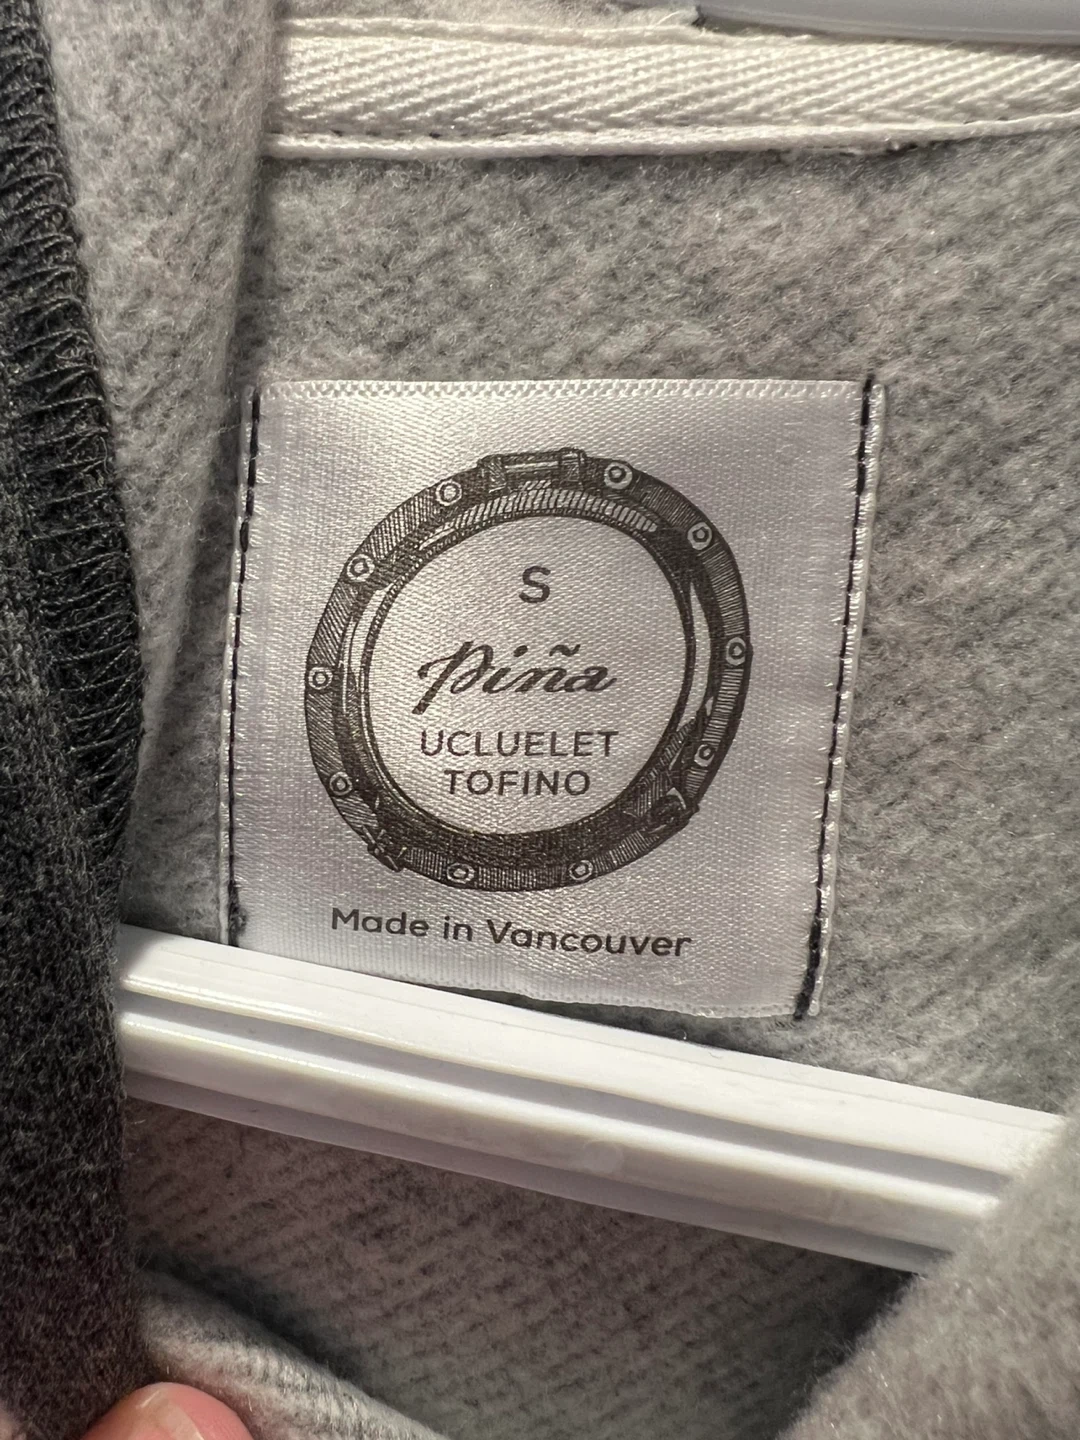 S
piña
UCLUELET
TOFINO
Made in Vancouver